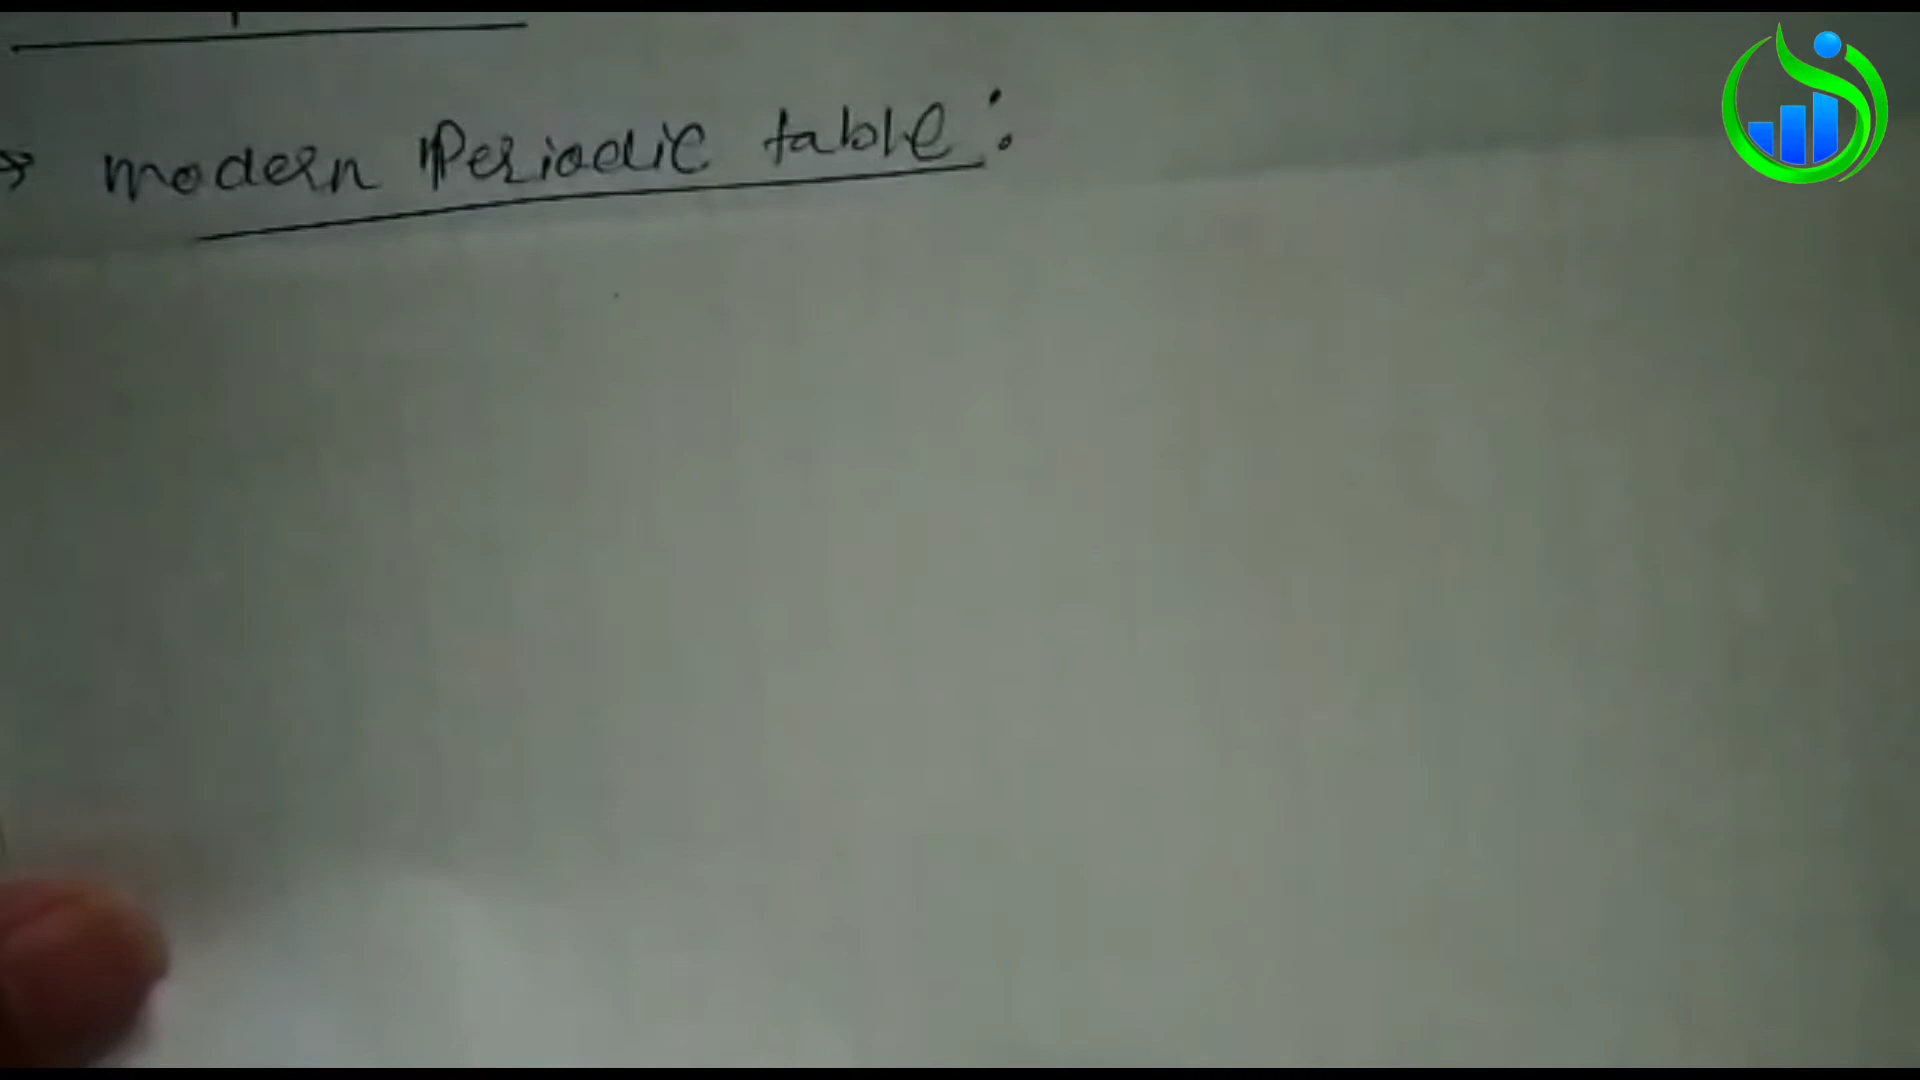 → modern Periodic table :